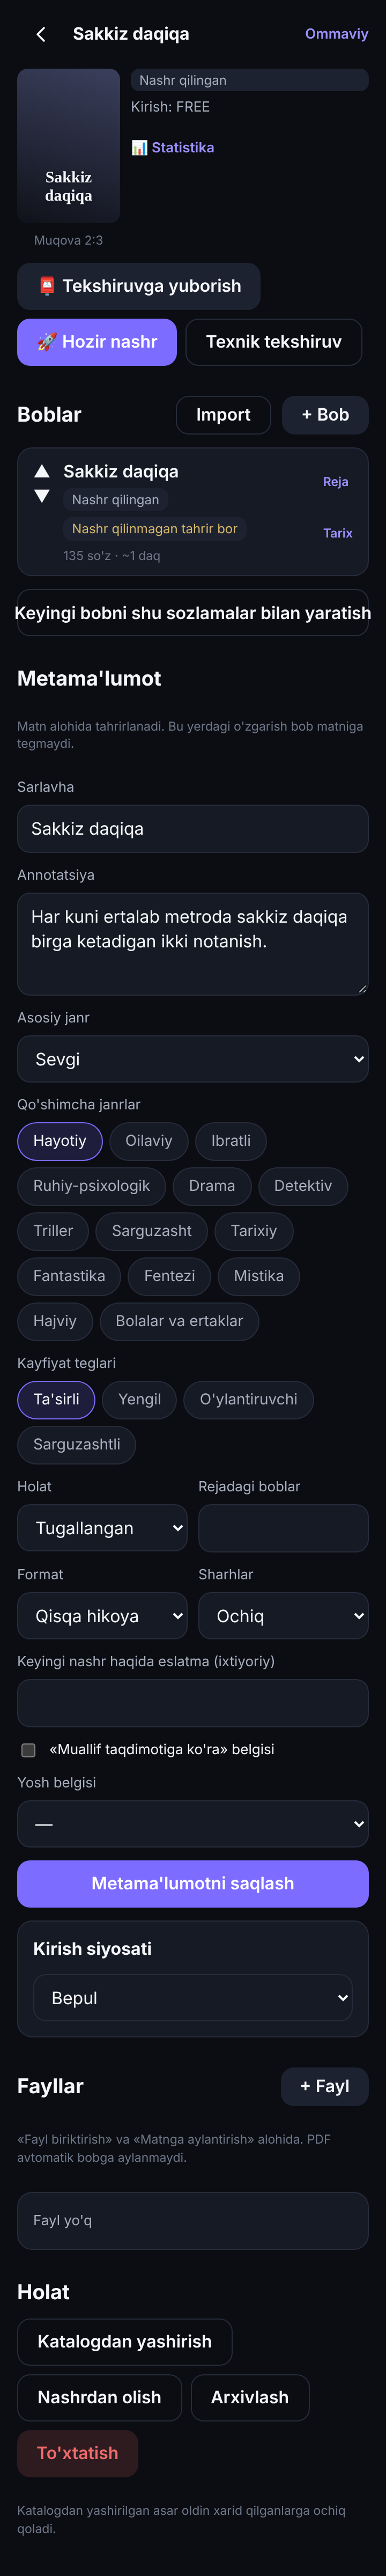 Sakkiz daqiqa
Ommaviy
Sakkiz
daqiqa
Muqova 2:3
Nashr qilingan
Kirish: FREE
📊 Statistika
📮 Tekshiruvga yuborish
🚀 Hozir nashr
Texnik tekshiruv
Boblar
Import
+ Bob
▲
▼
Sakkiz daqiqa
Nashr qilingan
Nashr qilinmagan tahrir bor
135 so'z · ~1 daq
Reja
Tarix
Keyingi bobni shu sozlamalar bilan yaratish
Metama'lumot
Matn alohida tahrirlanadi. Bu yerdagi o'zgarish bob matniga
tegmaydi.
Sarlavha
Sakkiz daqiqa
Annotatsiya
Har kuni ertalab metroda sakkiz daqiqa
birga ketadigan ikki notanish.
Asosiy janr
Sevgi
Qo'shimcha janrlar
Hayotiy
Oilaviy
Ibratli
Ruhiy-psixologik
Drama
Detektiv
Triller
Sarguzasht
Tarixiy
Fantastika
Fentezi
Mistika
Hajviy
Bolalar va ertaklar
Kayfiyat teglari
Ta'sirli
Yengil
O'ylantiruvchi
Sarguzashtli
Holat
Rejadagi boblar
Tugallangan
Format
Sharhlar
Qisqa hikoya
Ochiq
Keyingi nashr haqida eslatma (ixtiyoriy)
«Muallif taqdimotiga ko'ra» belgisi
Yosh belgisi
—
Metama'lumotni saqlash
Kirish siyosati
Bepul
Fayllar
+ Fayl
«Fayl biriktirish» va «Matnga aylantirish» alohida. PDF
avtomatik bobga aylanmaydi.
Fayl yo'q
Holat
Katalogdan yashirish
Nashrdan olish
Arxivlash
To'xtatish
Katalogdan yashirilgan asar oldin xarid qilganlarga ochiq
qoladi.